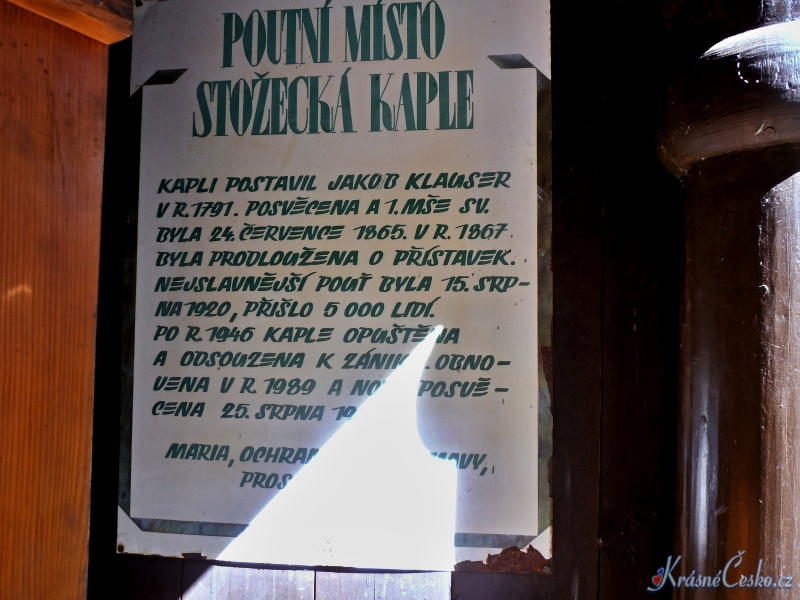 POUTNÍ MÍSTO
STOŽECKÁ KAPLE
KAPLI POSTAVIL JAKOB KLAUSER
V R. 1791. POSVĚCENA A 1. MŠE SV.
BYLA 24. ČERVENCE 1865. V R. 1867
BYLA PRODLOUŽENA O PŘÍSTAVEK.
NEJSLAVNĚJŠÍ POUŤ BYLA 15. SRP-
NA 1920, PŘIŠLO 5 000 LIDÍ.
PO R. 1946 KAPLE OPUŠTĚNA
A ODSOUZENA K ZÁNIKU. OBNO-
VENA V R. 1989 A POSVĚ-
CENA 25. SRPNA
MARIA,
KrásnéČesko.cz